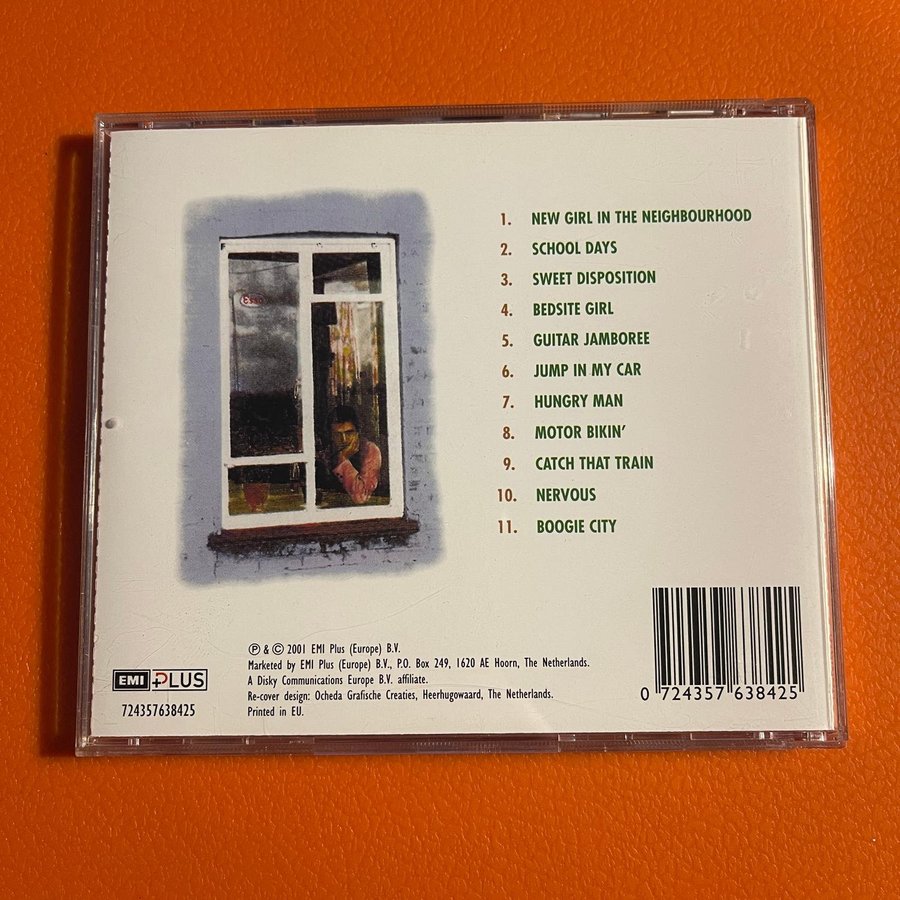 1. NEW GIRL IN THE NEIGHBOURHOOD
2. SCHOOL DAYS
3. SWEET DISPOSITION
4. BEDSITE GIRL
5. GUITAR JAMBOREE
6. JUMP IN MY CAR
7. HUNGRY MAN
8. MOTOR BIKIN'
9. CATCH THAT TRAIN
10. NERVOUS
11. BOOGIE CITY
℗ & © 2001 EMI Plus (Europe) B.V.
Marketed by EMI Plus (Europe) B.V., P.O. Box 249, 1620 AE Hoorn, The Netherlands.
A Disky Communications Europe B.V. affiliate.
Re-cover design: Ocheda Grafische Creaties, Heerhugowaard, The Netherlands.
Printed in EU.
EMI PLUS
724357638425
0 724357 638425